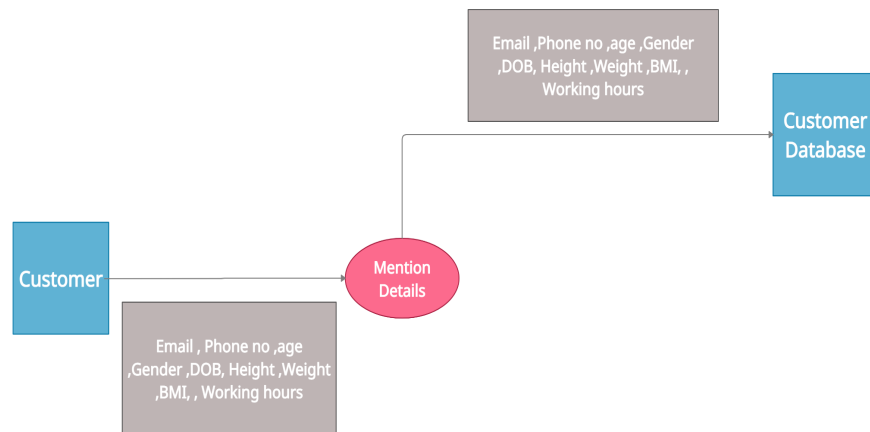 Email ,Phone no ,age ,Gender
,DOB, Height ,Weight ,BMI, ,
Working hours
Customer
Database
Mention
Details
Customer
Email , Phone no ,age
,Gender ,DOB, Height ,Weight
,BMI, , Working hours